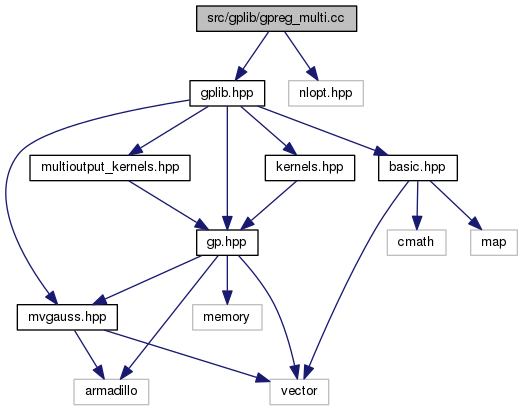 src/gplib/gpreg_multi.cc
gplib.hpp
nlopt.hpp
multioutput_kernels.hpp
kernels.hpp
basic.hpp
gp.hpp
cmath
map
mvgauss.hpp
memory
armadillo
vector